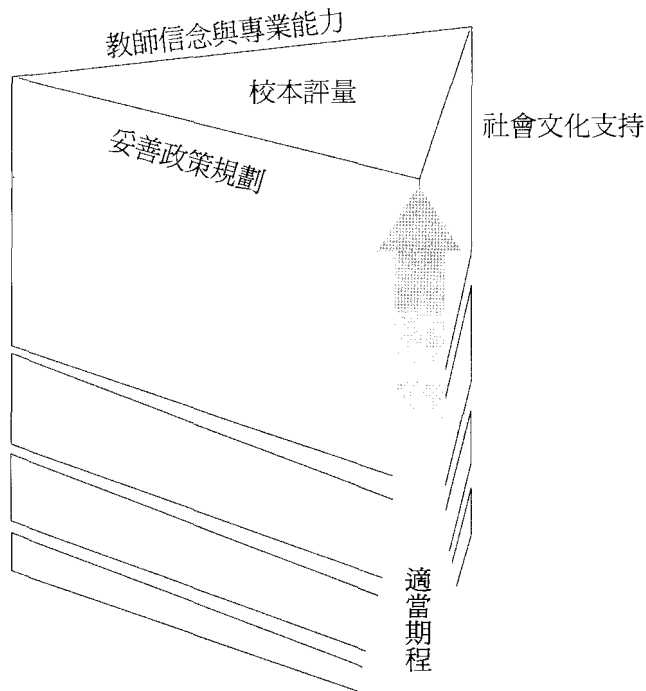 教師信念與專業能力
校本評量
社會文化支持
妥善政策規劃
適當期程